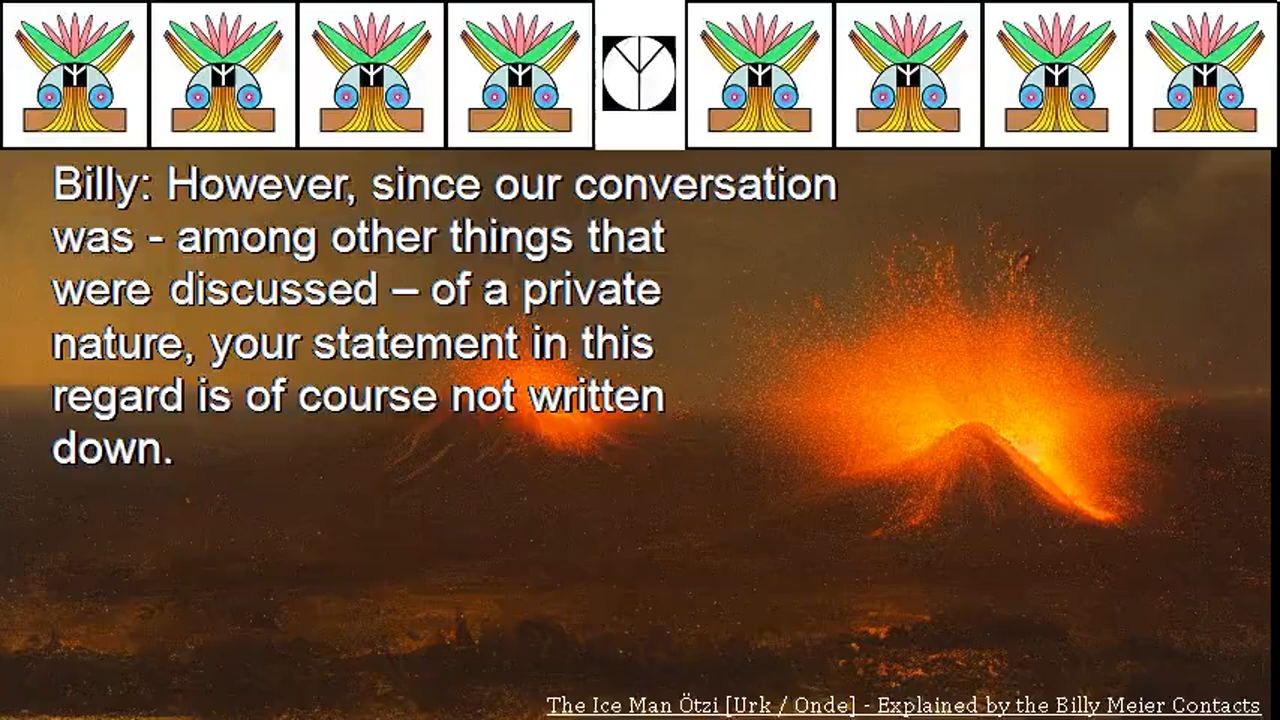 Billy: However, since our conversation
was - among other things that
were discussed – of a private
nature, your statement in this
regard is of course not written
down.
The Ice Man Ötzi [Urk / Onde] - Explained by the Billy Meier Contacts